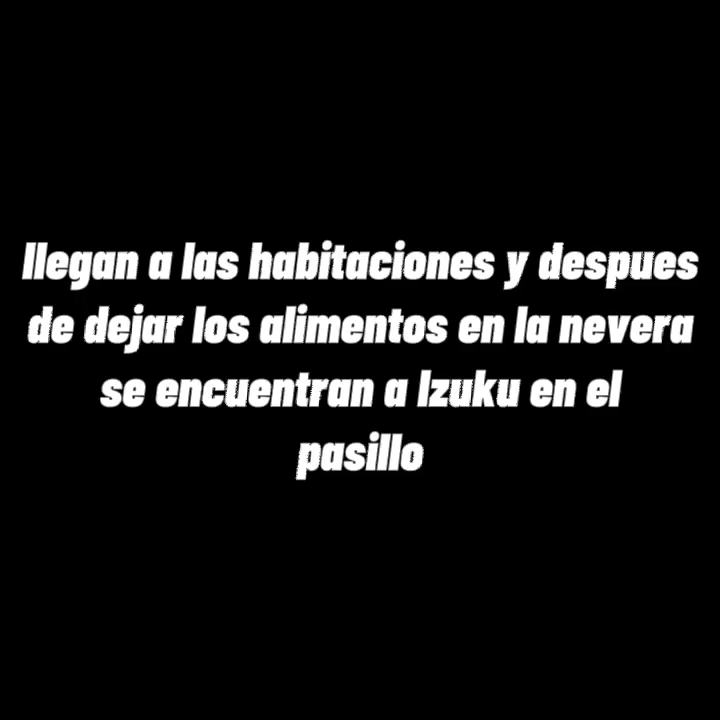 llegan a las habitaciones y despues
de dejar los alimentos en la nevera
se encuentran a Izuku en el
pasillo